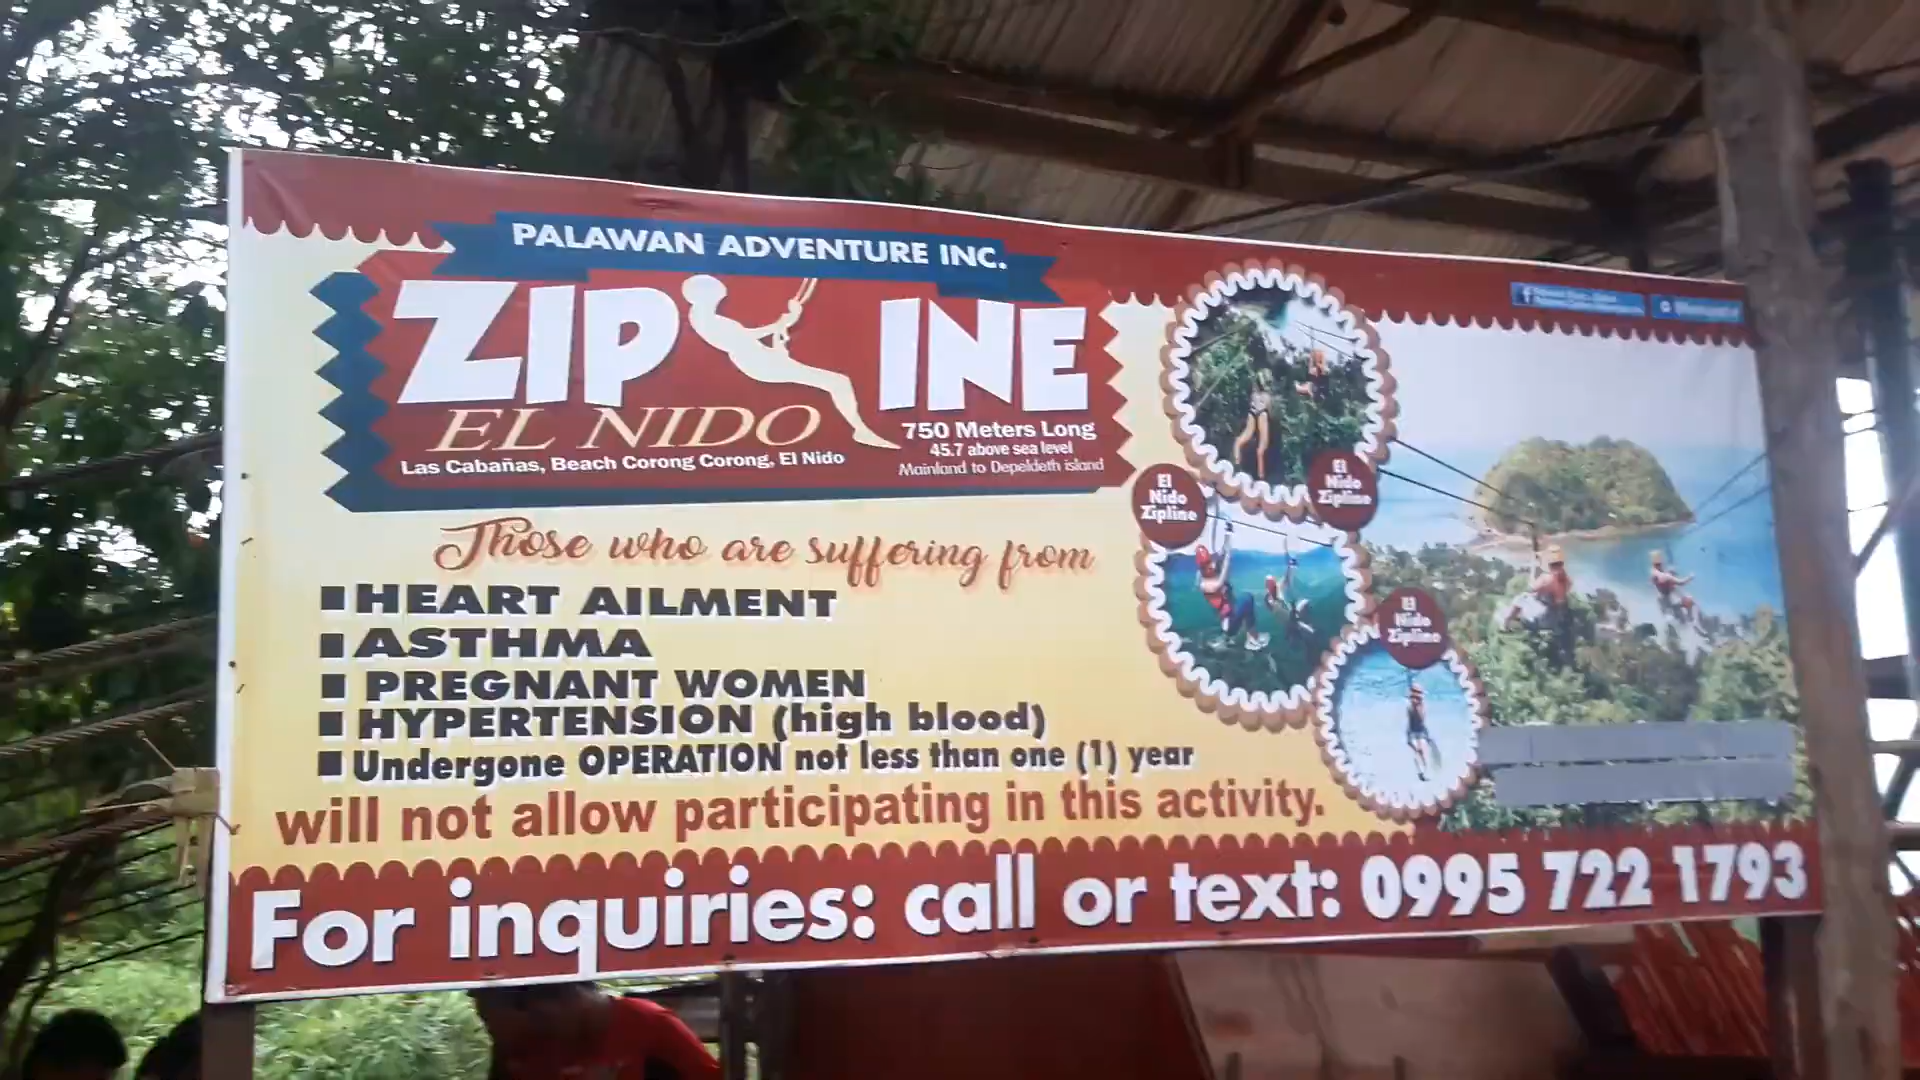 PALAWAN ADVENTURE INC.
ZIPLINE
EL NIDO
Las Cabañas, Beach Corong Corong, El Nido
750 Meters Long
45.7 above sea level
Mainland to Depeldeth island
Those who are suffering from
HEART AILMENT
ASTHMA
PREGNANT WOMEN
HYPERTENSION (high blood)
Undergone OPERATION not less than one (1) year
will not allow participating in this activity.
For inquiries: call or text: 0995 722 1793
El
Nido
Zipline
El
Nido
Zipline
El
Nido
Zipline